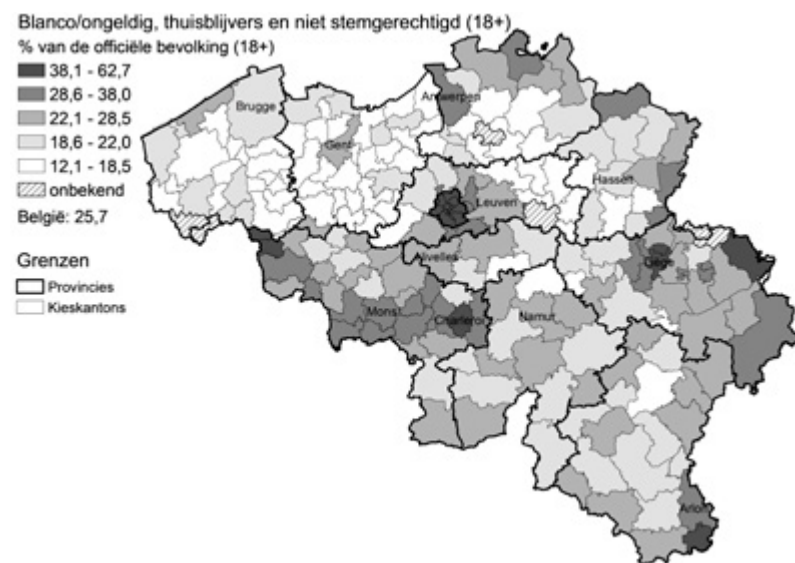 Blanco/ongeldig, thuisblijvers en niet stemgerechtigd (18+)
% van de officiële bevolking (18+)
38,1 - 62,7
28,6 - 38,0
22,1 - 28,5
18,6 - 22,0
12,1 - 18,5
onbekend
België: 25,7
Grenzen
Provincies
Kieskantons
Brugge
Antwerpen
Gent
Hasselt
Leuven
Nivelles
Liège
Mons
Charleroi
Namur
Arlon